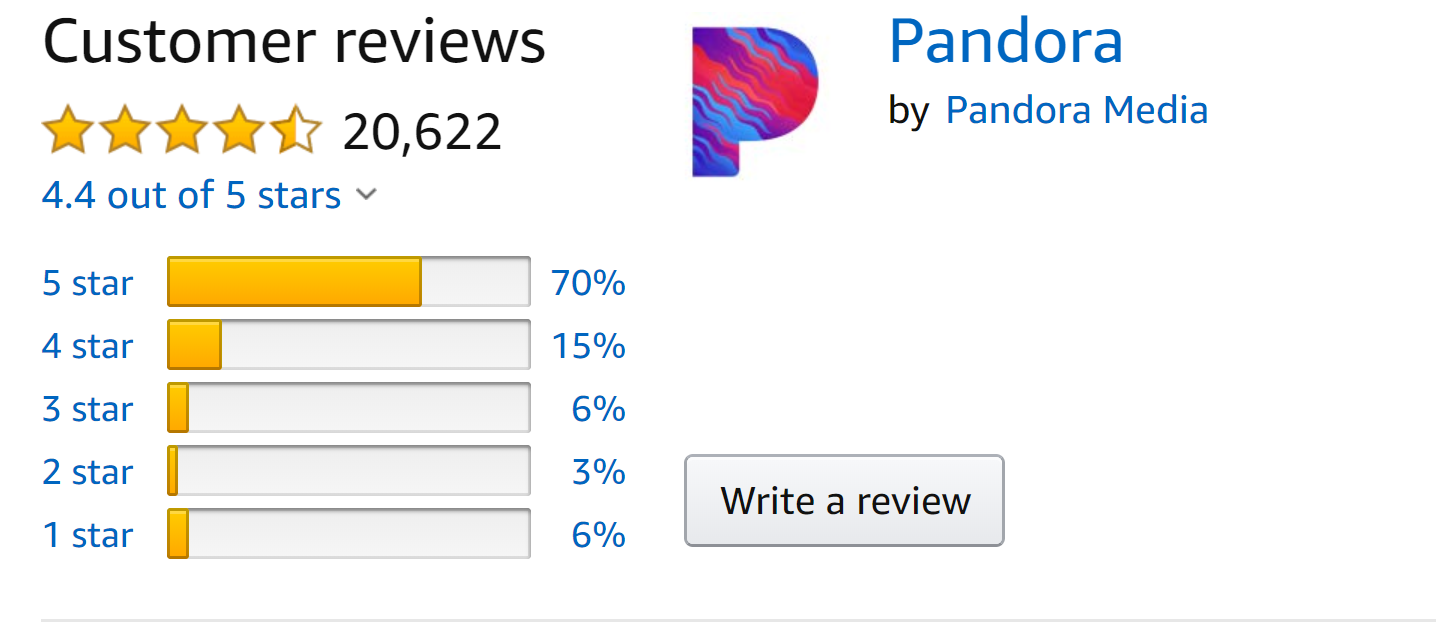 Customer reviews
20,622
4.4 out of 5 stars
5 star 70%
4 star 15%
3 star 6%
2 star 3%
1 star 6%
Pandora
by Pandora Media
Write a review